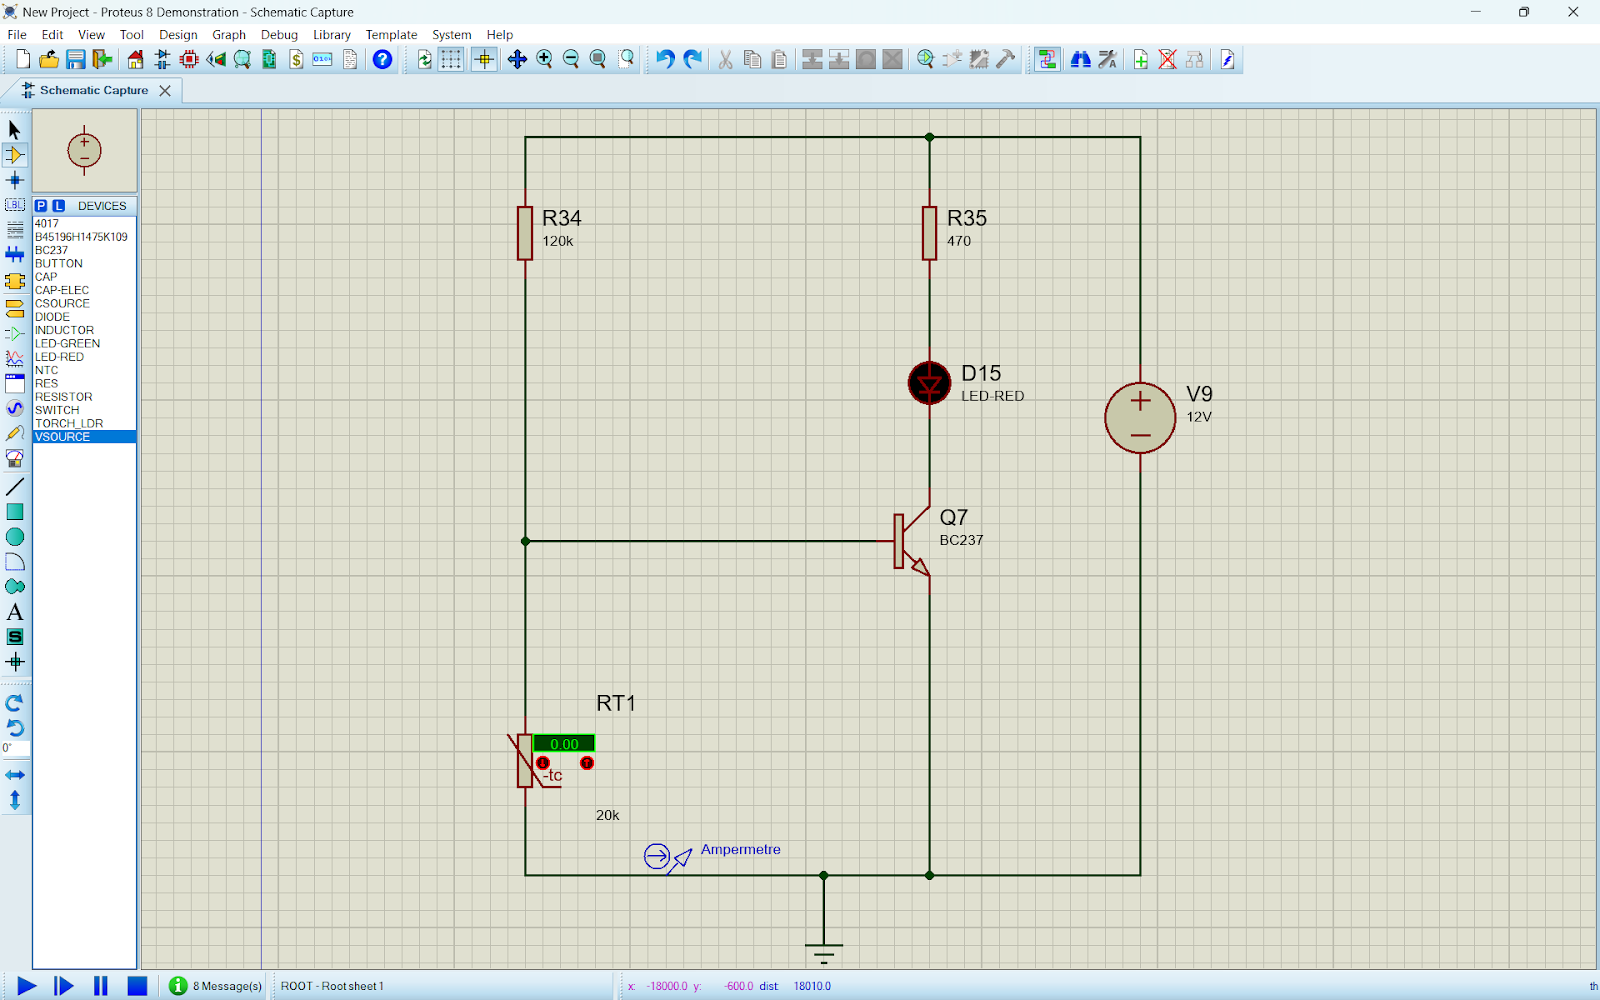 New Project - Proteus 8 Demonstration - Schematic Capture
File Edit View Tool Design Graph Debug Library Template System Help
Schematic Capture
P L DEVICES
4017
B45196H1475K109
BC237
BUTTON
CAP
CAP-ELEC
CSOURCE
DIODE
INDUCTOR
LED-GREEN
LED-RED
NTC
RES
RESISTOR
SWITCH
TORCH_LDR
VSOURCE
LBL
A
S
0°
R34
120k
R35
470
D15
LED-RED
V9
12V
Q7
BC237
RT1
0.00
-tc
20k
Ampermetre
8 Message(s)
ROOT - Root sheet 1
x: -18000.0 y: -600.0 dist: 18010.0
th